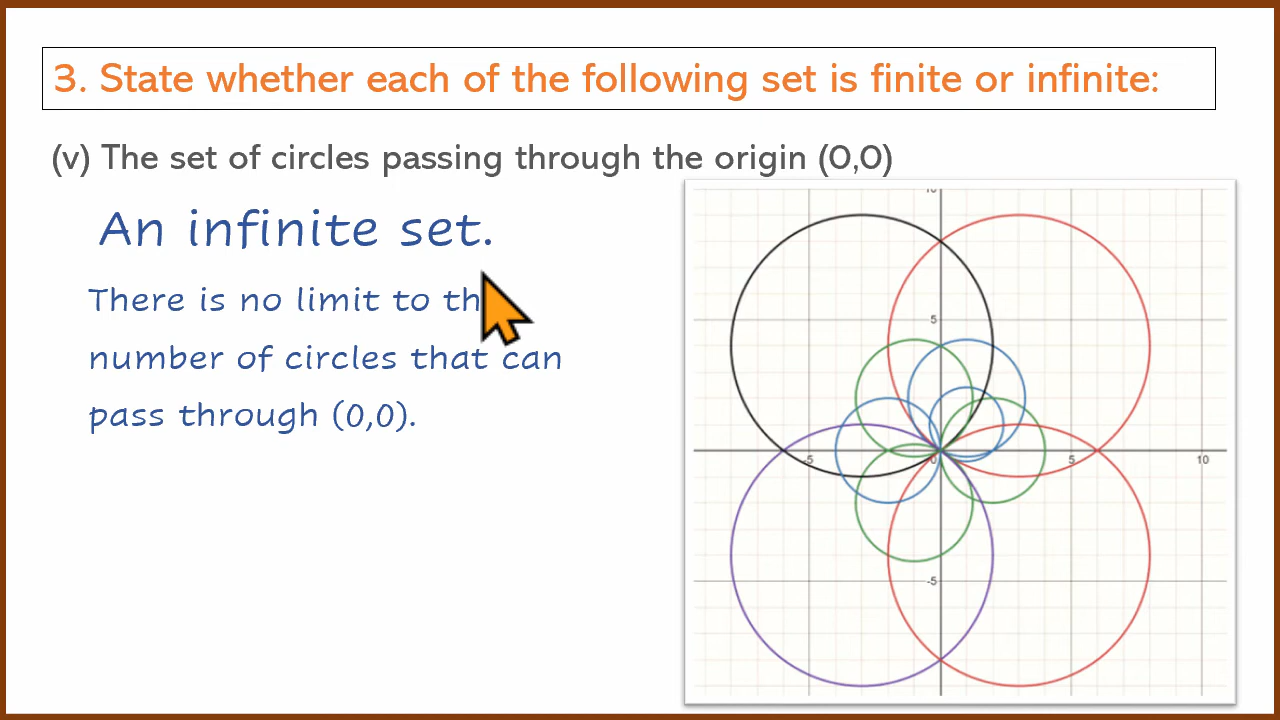 3. State whether each of the following set is finite or infinite:
(v) The set of circles passing through the origin (0,0)
An infinite set.
There is no limit to th
number of circles that can
pass through (0,0).
10
5
-5
0
5
10
-5